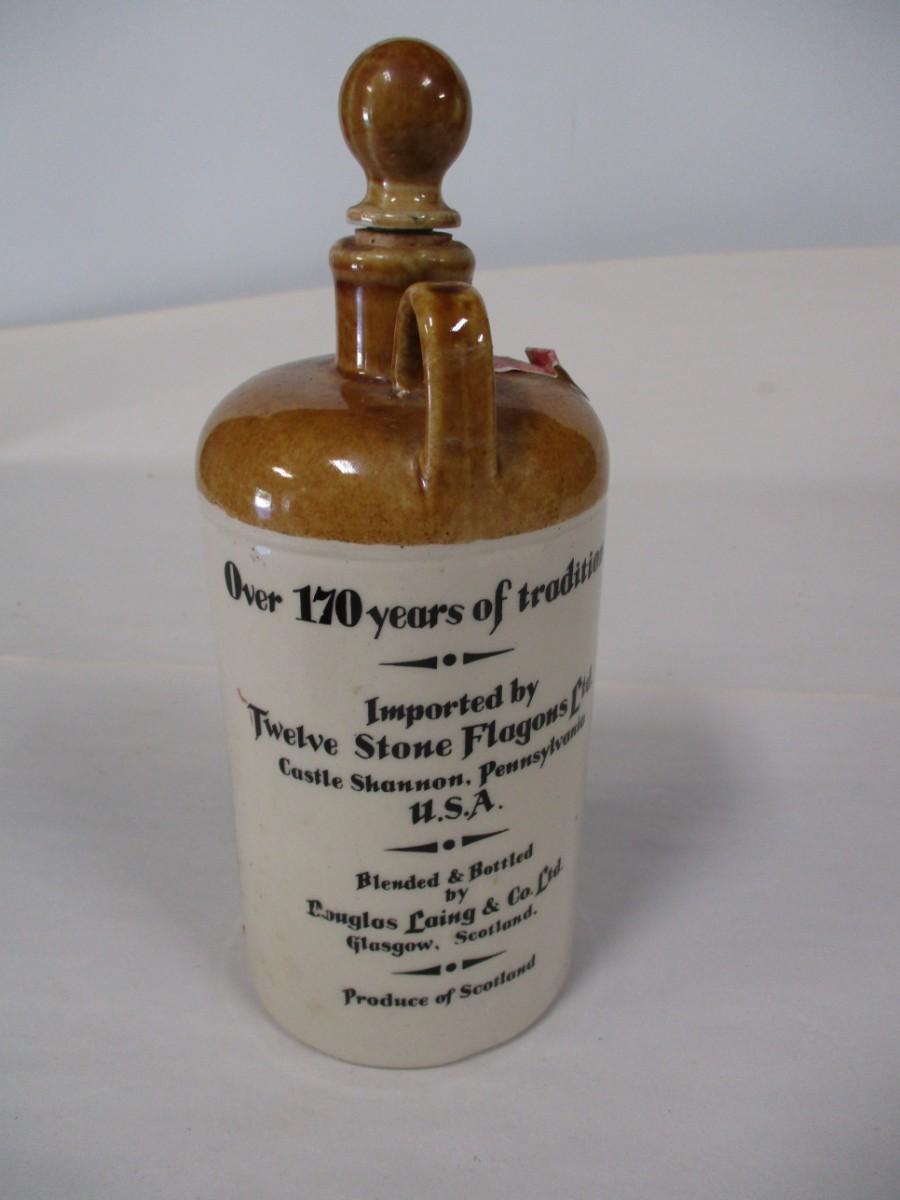 Over 170 years of tradition
Imported by
Twelve Stone Flagons Ltd.
Castle Shannon, Pennsylvania
U.S.A.
Blended & Bottled
by
Douglas Laing & Co. Ltd.
Glasgow, Scotland.
Produce of Scotland